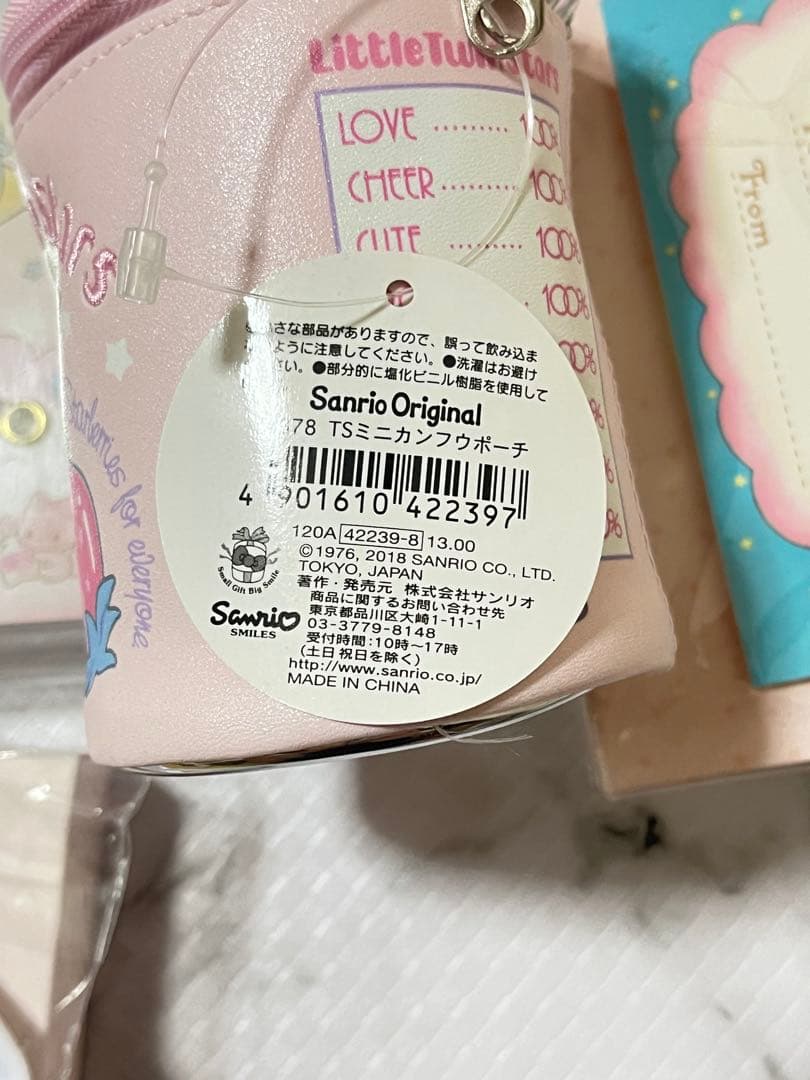 LittleTwinStars
LOVE ········· 100%
CHEER ········· 100%
CUTE ········· 100%
100%
さな部品がありますので、誤って飲み込ま
ように注意してください。●洗濯はお避け
さい。●部分的に塩化ビニル樹脂を使用して
Sanrio Original
78 TSミニカンフウポーチ
4 901610 422397
120A 42239-8 13.00
©1976, 2018 SANRIO CO., LTD.
TOKYO, JAPAN
著作・発売元 株式会社サンリオ
商品に関するお問い合わせ先
東京都品川区大崎1-11-1
03-3779-8148
受付時間:10時~17時
(土日祝日を除く)
http://www.sanrio.co.jp/
MADE IN CHINA
Small Gift Big Smile
Sanrio
SMILES
for everyone
From